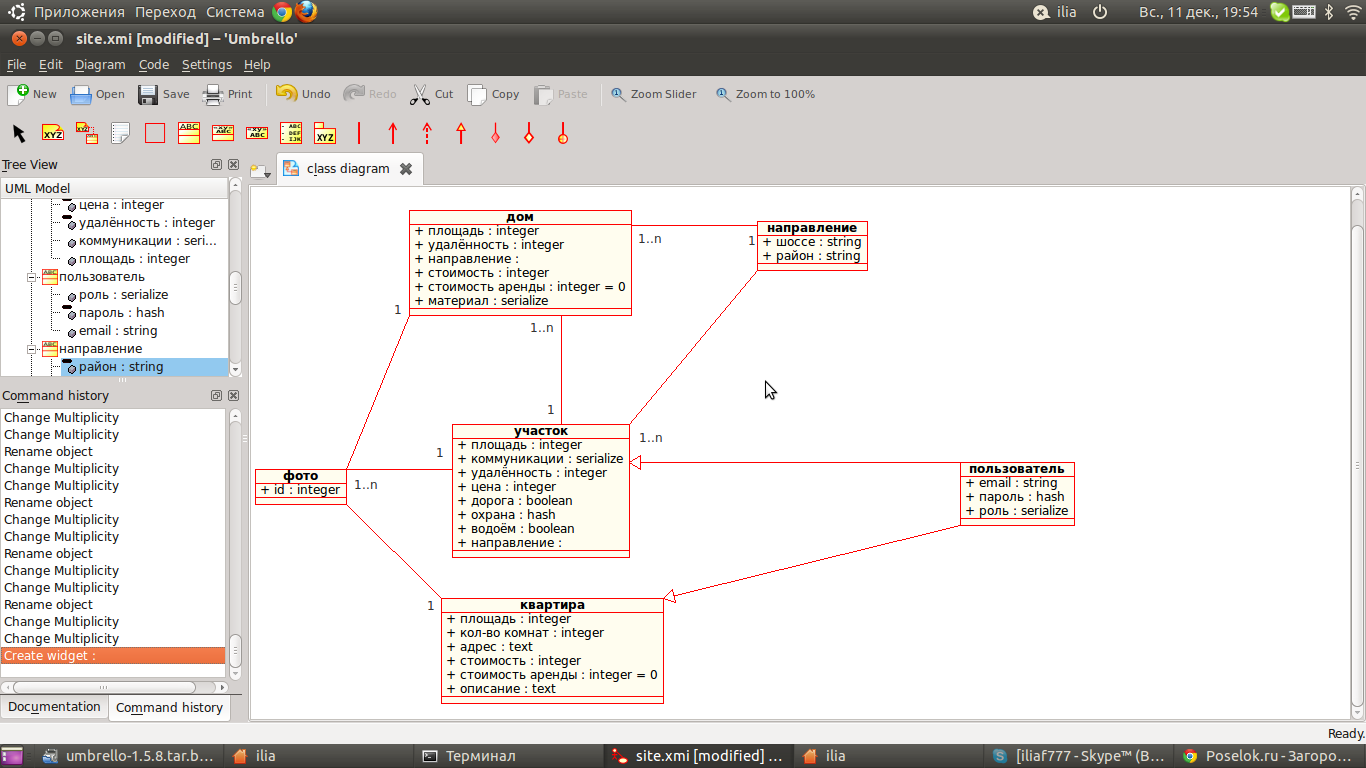 Приложения Переход Система ilia Вс., 11 дек., 19:54
site.xmi [modified] – 'Umbrello'
File Edit Diagram Code Settings Help
New Open Save Print Undo Redo Cut Copy Paste Zoom Slider Zoom to 100%
Tree View
class diagram
UML Model
цена : integer
удалённость : integer
коммуникации : seri...
площадь : integer
пользователь
роль : serialize
пароль : hash
email : string
направление
район : string
Command history
Change Multiplicity
Change Multiplicity
Rename object
Change Multiplicity
Change Multiplicity
Rename object
Change Multiplicity
Change Multiplicity
Rename object
Change Multiplicity
Change Multiplicity
Rename object
Change Multiplicity
Change Multiplicity
Create widget :
Documentation Command history
дом
+ площадь : integer
+ удалённость : integer
+ направление :
+ стоимость : integer
+ стоимость аренды : integer = 0
+ материал : serialize
1..n
1
направление
+ шоссе : string
+ район : string
1
1..n
1
1..n
участок
+ площадь : integer
+ коммуникации : serialize
+ удалённость : integer
+ цена : integer
+ дорога : boolean
+ охрана : hash
+ водоём : boolean
+ направление :
1
фото
+ id : integer
1..n
пользователь
+ email : string
+ пароль : hash
+ роль : serialize
1
квартира
+ площадь : integer
+ кол-во комнат : integer
+ адрес : text
+ стоимость : integer
+ стоимость аренды : integer = 0
+ описание : text
Ready.
umbrello-1.5.8.tar.b... ilia Терминал site.xmi [modified] ... ilia [iliaf777 - Skype™ (B... Poselok.ru - Загоро...